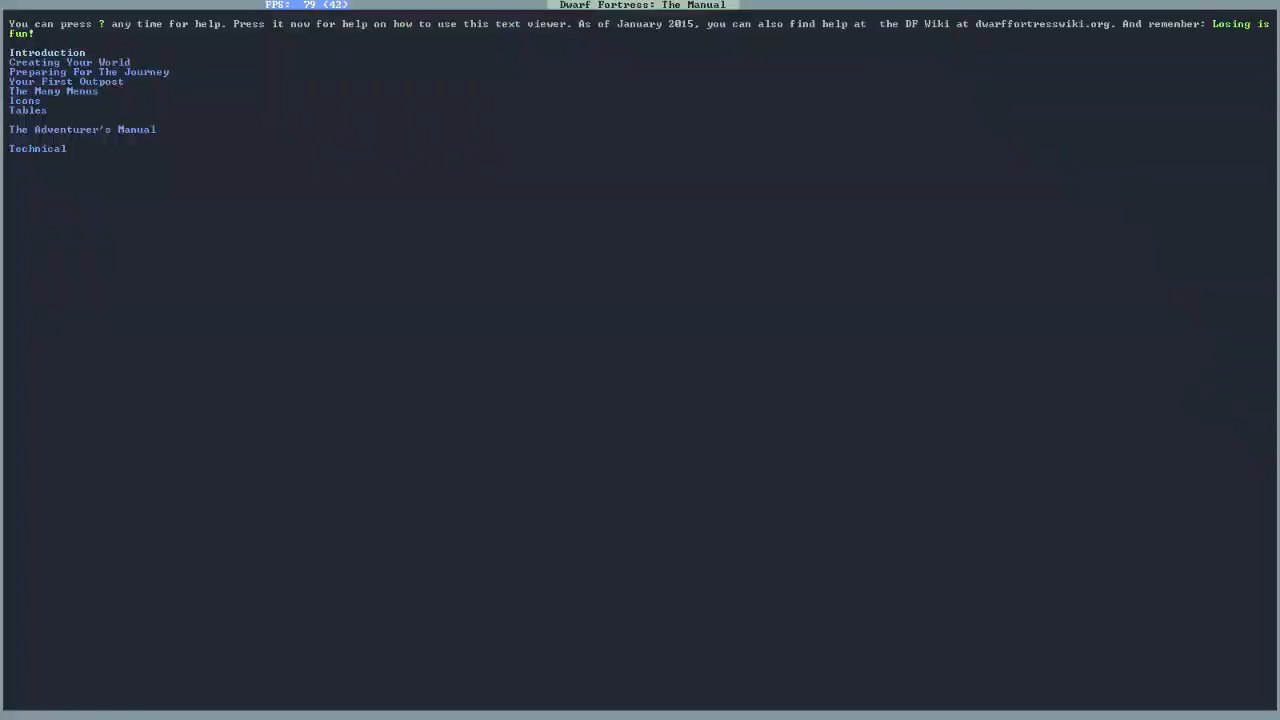 FPS: 79 (42) Dwarf Fortress: The Manual
You can press ? any time for help. Press it now for help on how to use this text viewer. As of January 2015, you can also find help at  the DF Wiki at dwarffortresswiki.org. And remember: Losing is
fun!
Introduction
Creating Your World
Preparing For The Journey
Your First Outpost
The Many Menus
Icons
Tables
The Adventurer's Manual
Technical